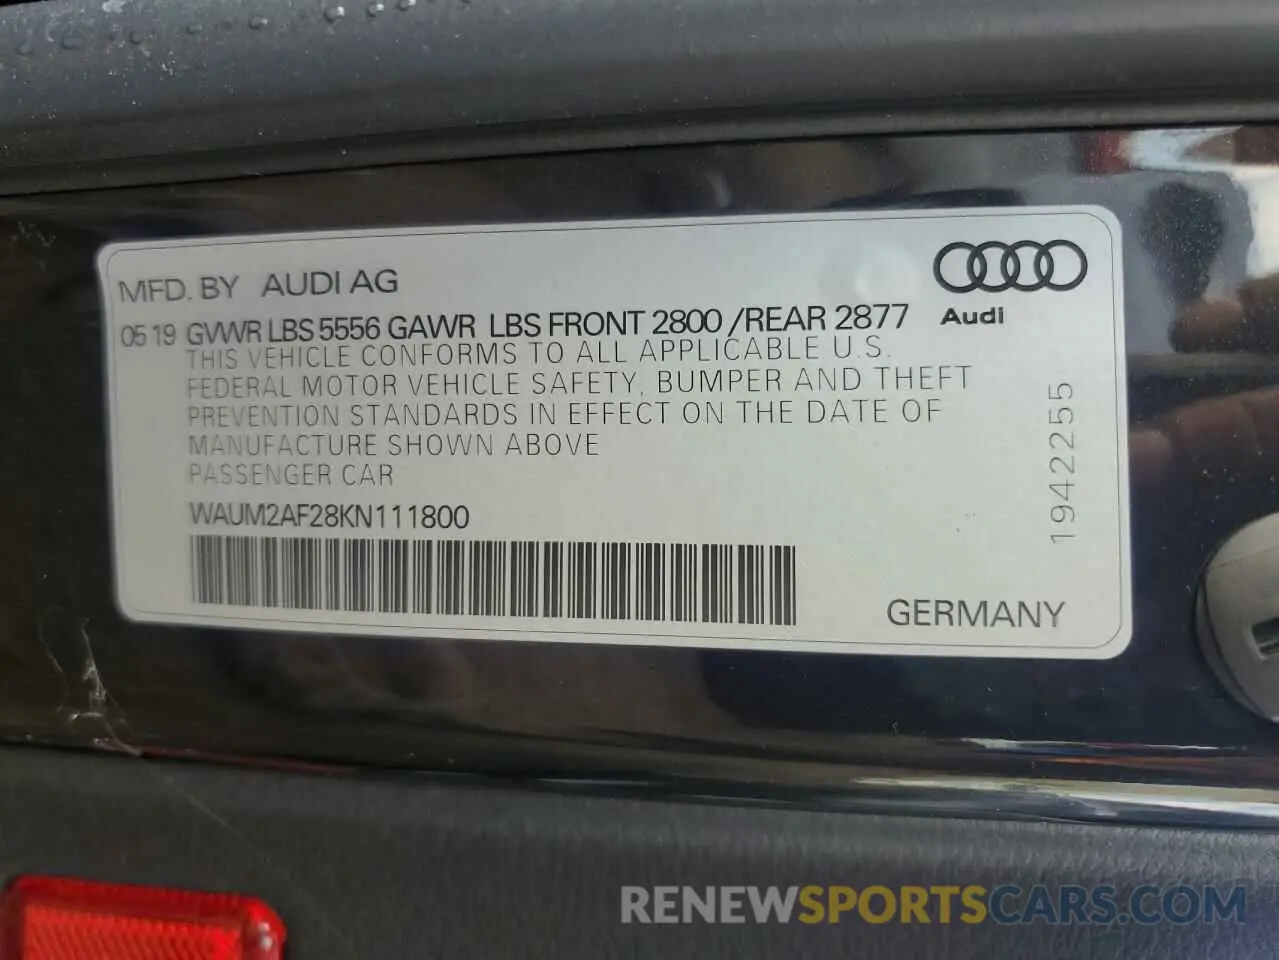 MFD. BY AUDI AG
05 19 GVWR LBS 5556 GAWR LBS FRONT 2800 /REAR 2877
THIS VEHICLE CONFORMS TO ALL APPLICABLE U.S.
FEDERAL MOTOR VEHICLE SAFETY, BUMPER AND THEFT
PREVENTION STANDARDS IN EFFECT ON THE DATE OF
MANUFACTURE SHOWN ABOVE
PASSENGER CAR
WAUM2AF28KN111800
Audi
1942255
GERMANY
RENEWSPORTSCARS.COM